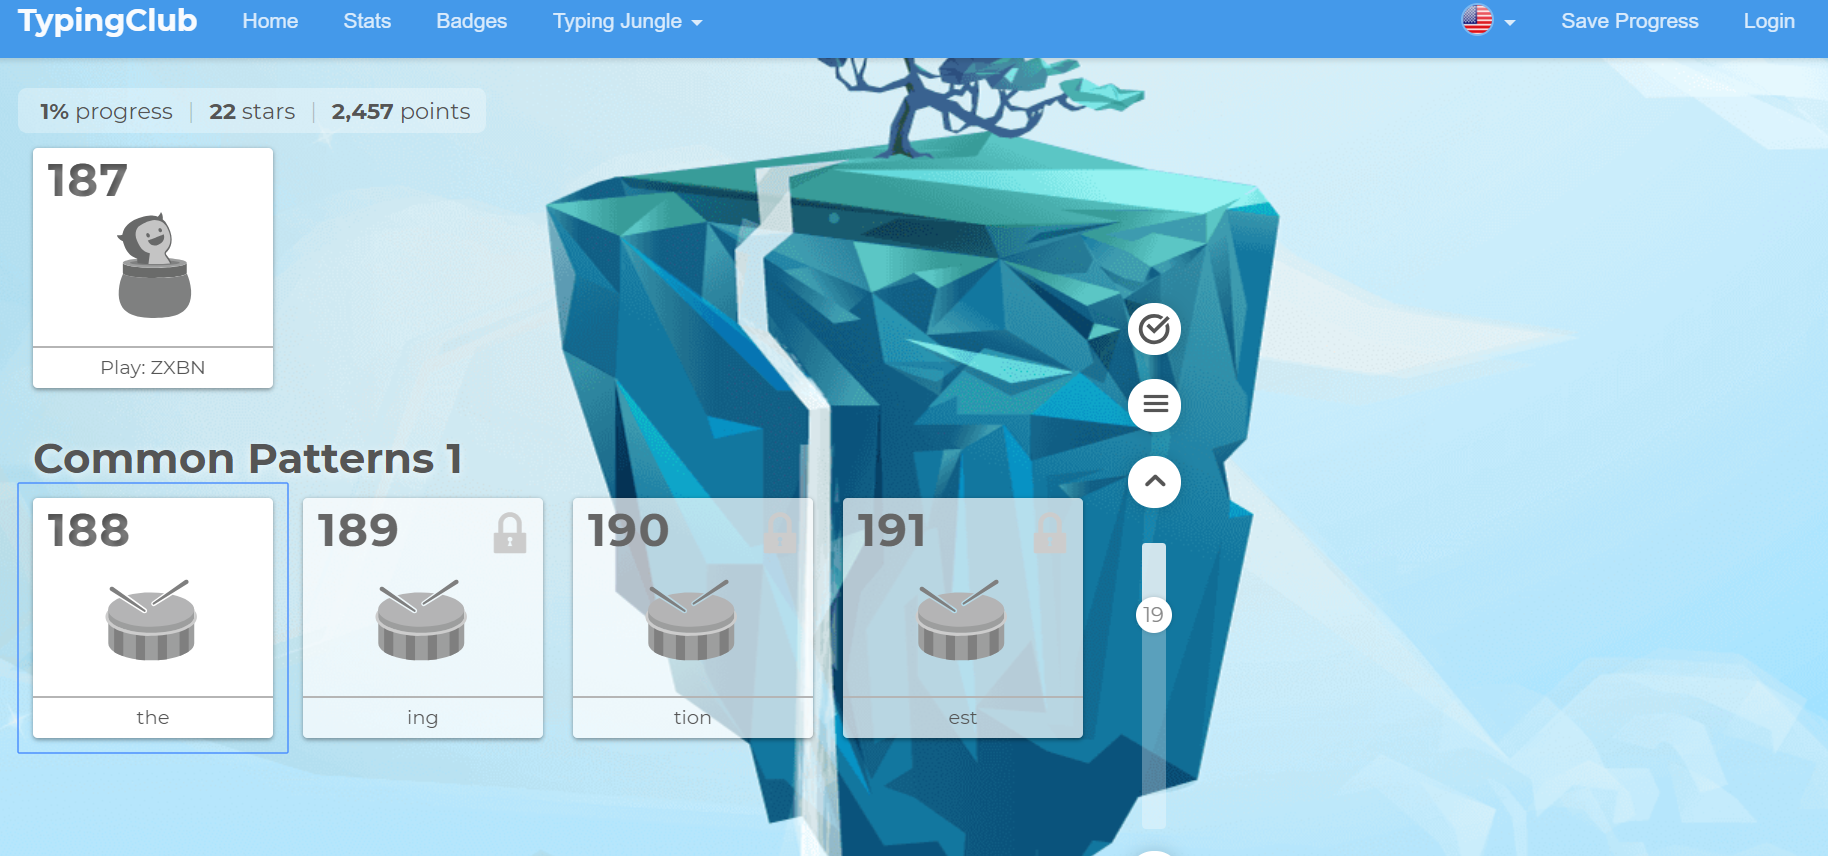 TypingClub Home Stats Badges Typing Jungle Save Progress Login
1% progress | 22 stars | 2,457 points
187
Play: ZXBN
Common Patterns 1
188 189 190 191
19
the ing tion est